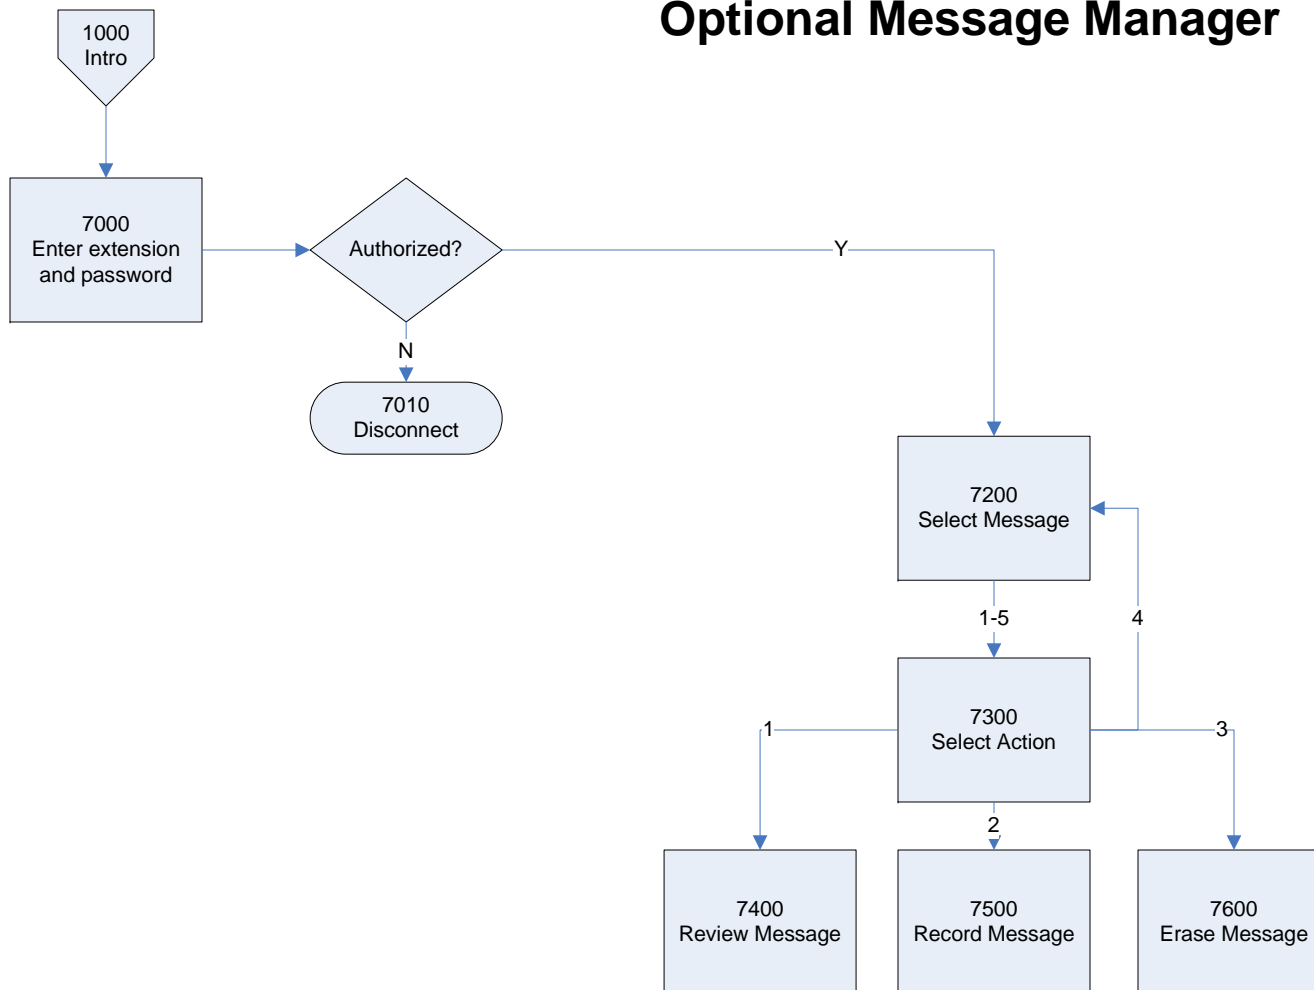 Optional Message Manager
1000
Intro
7000
Enter extension
and password
Authorized?
Y
N
7010
Disconnect
7200
Select Message
1-5
4
7300
Select Action
1
3
2
7400
Review Message
7500
Record Message
7600
Erase Message